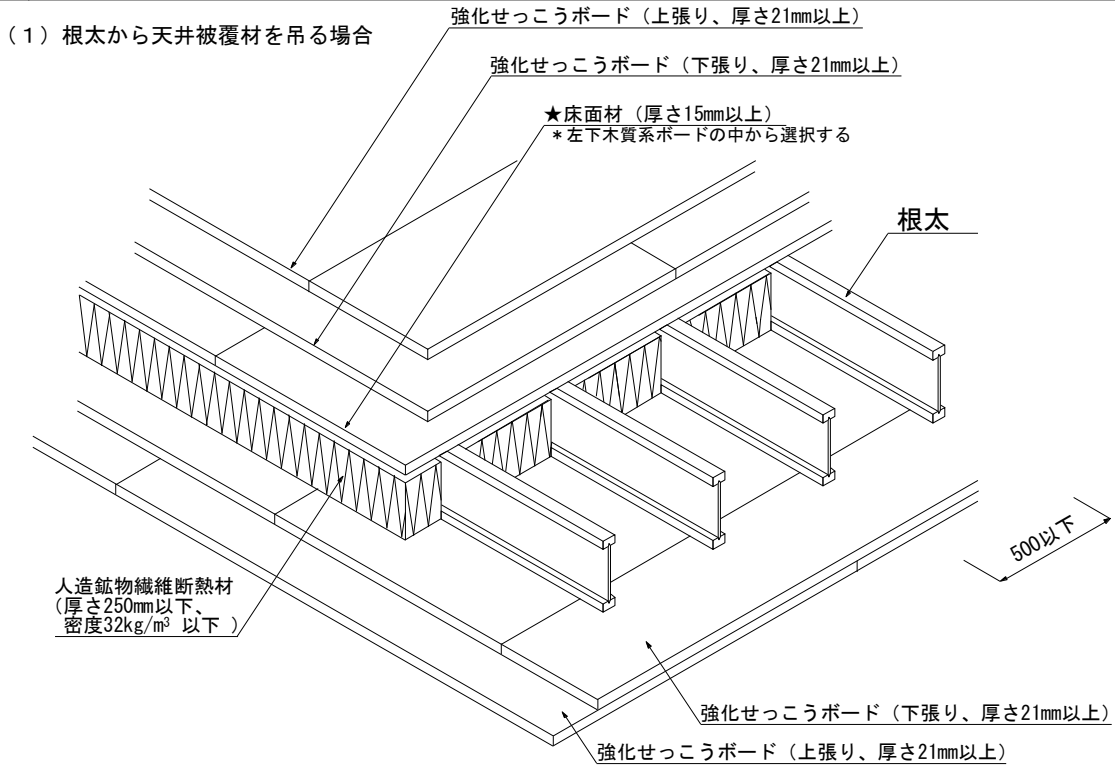 （１）根太から天井被覆材を吊る場合
強化せっこうボード（上張り、厚さ21mm以上）
強化せっこうボード（下張り、厚さ21mm以上）
★床面材（厚さ15mm以上）
＊左下木質系ボードの中から選択する
根太
500以下
人造鉱物繊維断熱材
（厚さ250mm以下、
密度32kg/m³ 以下 ）
強化せっこうボード（下張り、厚さ21mm以上）
強化せっこうボード（上張り、厚さ21mm以上）